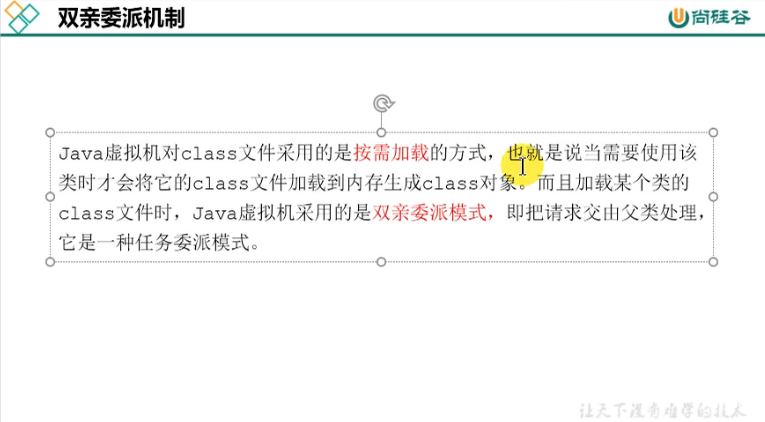 双亲委派机制
尚硅谷
Java虚拟机对class文件采用的是按需加载的方式，也就是说当需要使用该
类时才会将它的class文件加载到内存生成class对象。而且加载某个类的
class文件时，Java虚拟机采用的是双亲委派模式，即把请求交由父类处理，
它是一种任务委派模式。
让天下没有难学的技术